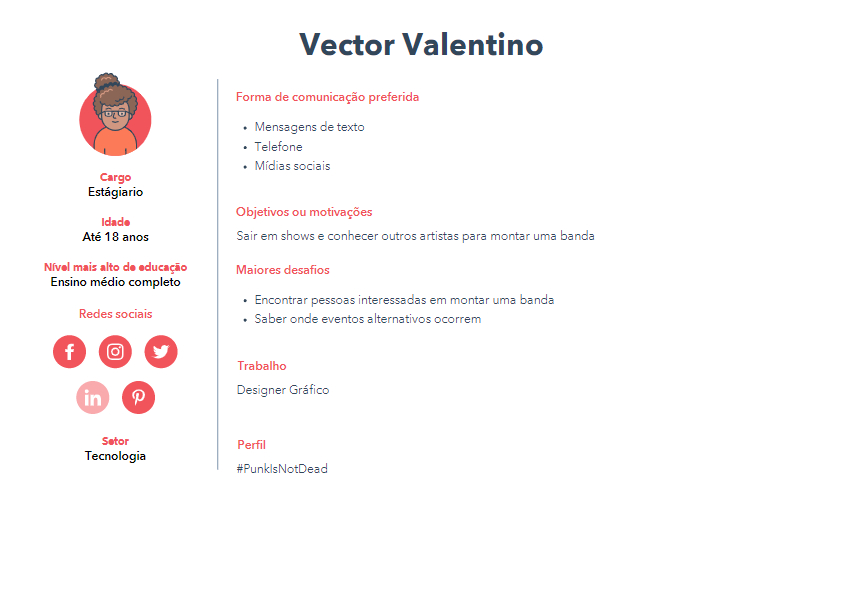 Vector Valentino
Cargo
Estágiario
Idade
Até 18 anos
Nível mais alto de educação
Ensino médio completo
Redes sociais
in
Setor
Tecnologia
Forma de comunicação preferida
• Mensagens de texto
• Telefone
• Mídias sociais
Objetivos ou motivações
Sair em shows e conhecer outros artistas para montar uma banda
Maiores desafios
• Encontrar pessoas interessadas em montar uma banda
• Saber onde eventos alternativos ocorrem
Trabalho
Designer Gráfico
Perfil
#PunkIsNotDead